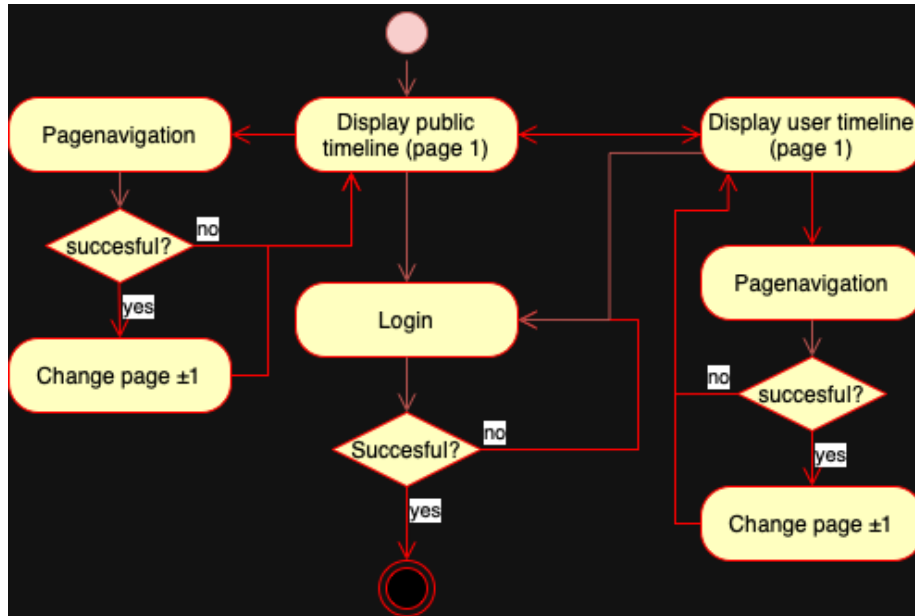 Pagenavigation
Display public
timeline (page 1)
Display user timeline
(page 1)
succesful?
no
yes
Change page ±1
Login
Succesful?
no
yes
Pagenavigation
succesful?
no
yes
Change page ±1